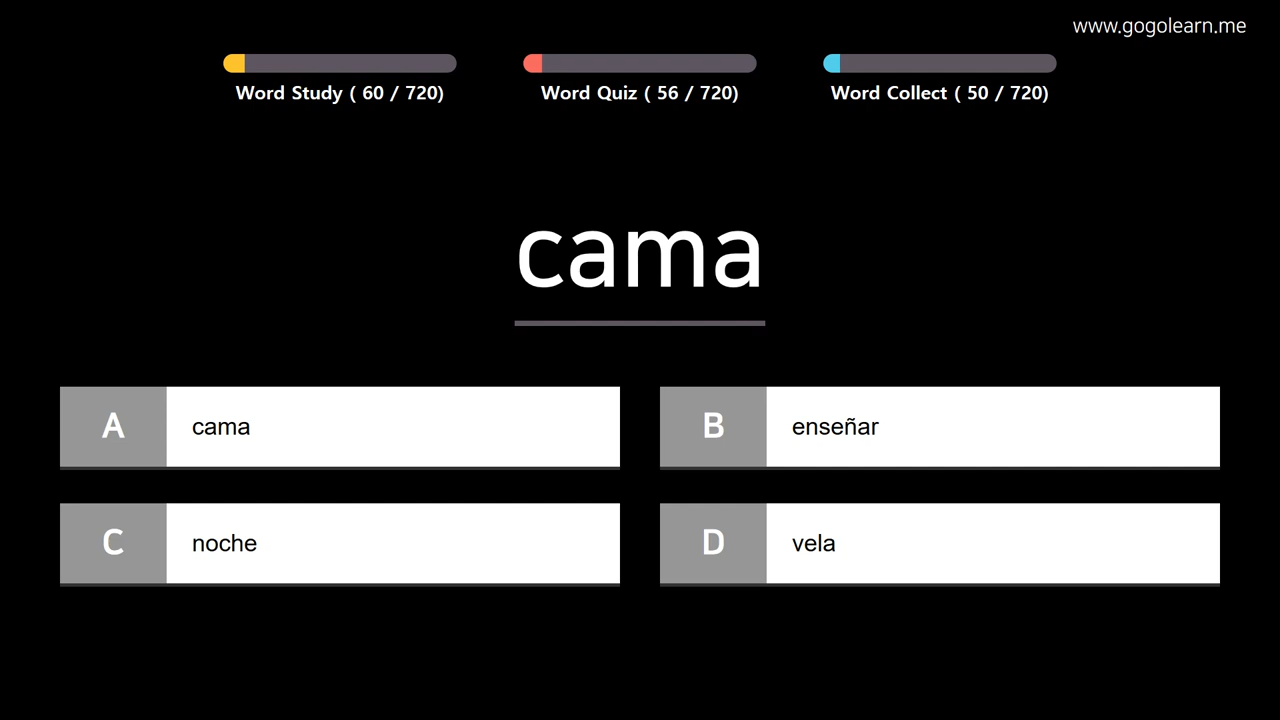 www.gogolearn.me
Word Study ( 60 / 720)
Word Quiz ( 56 / 720)
Word Collect ( 50 / 720)
cama
A cama
B enseñar
C noche
D vela